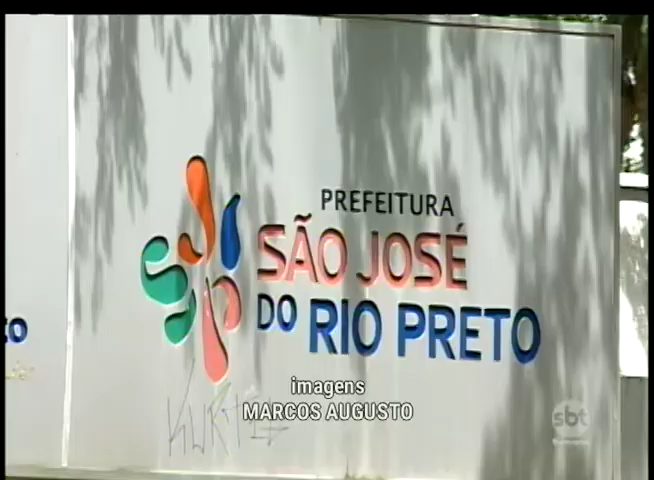 PREFEITURA
SÃO JOSÉ
DO RIO PRETO
imagens
MARCOS AUGUSTO
sbt